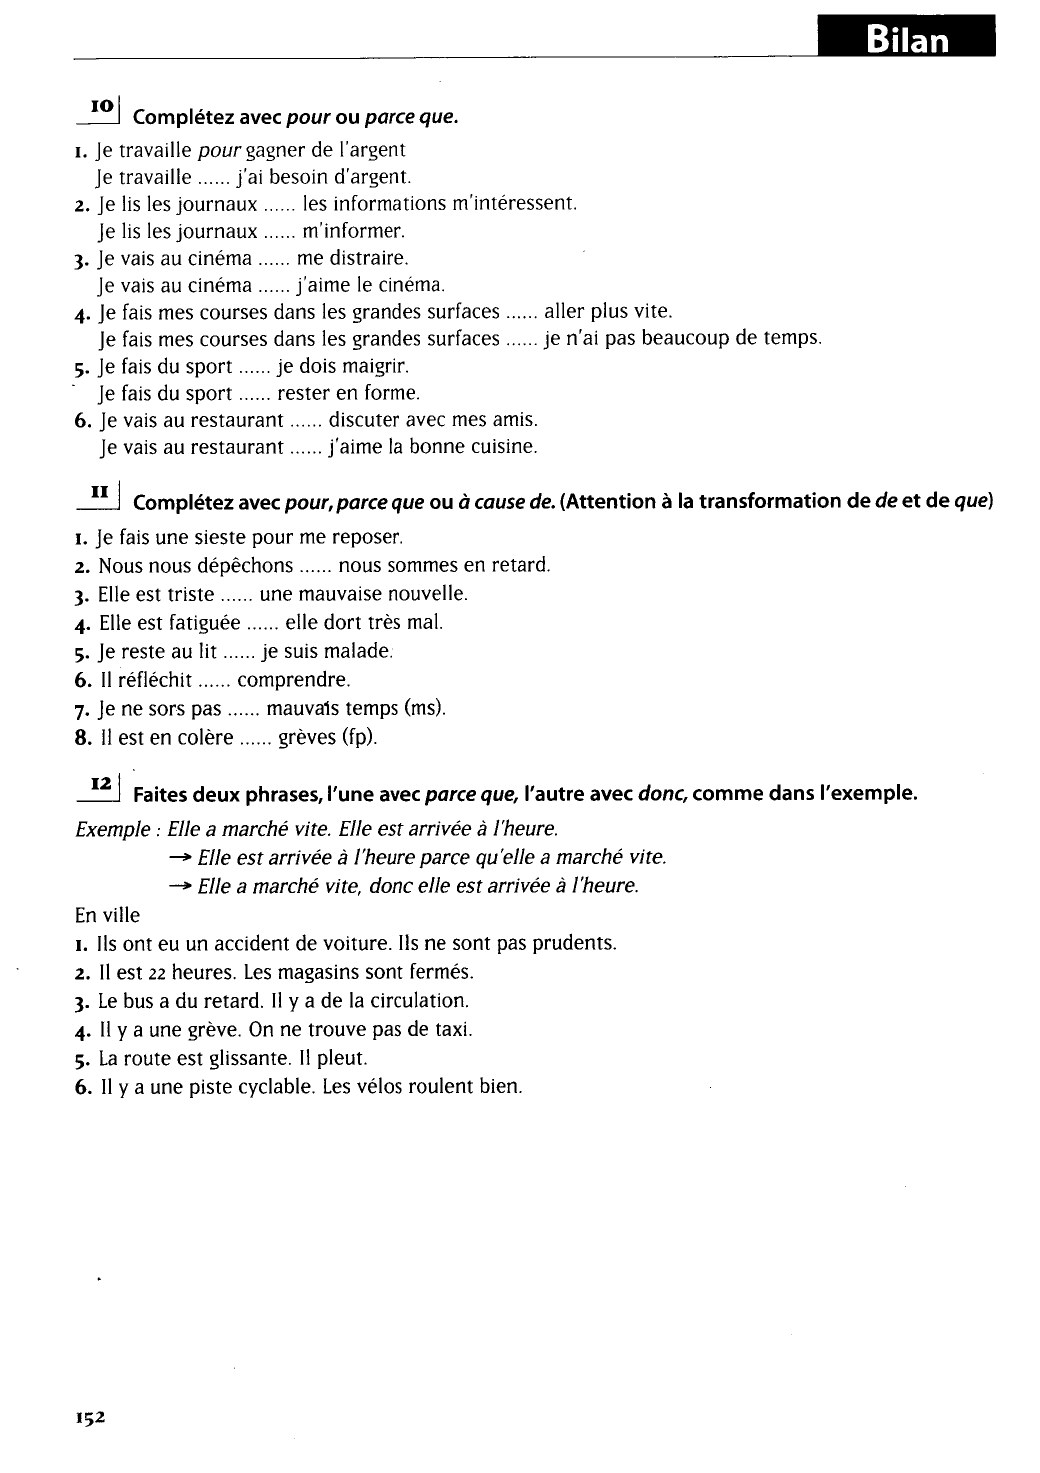 Bilan
10 Complétez avec pour ou parce que.
1. Je travaille pour gagner de l'argent
Je travaille ...... j'ai besoin d'argent.
2. Je lis les journaux ...... les informations m'intéressent.
Je lis les journaux ...... m'informer.
3. Je vais au cinéma ...... me distraire.
Je vais au cinéma ...... j'aime le cinéma.
4. Je fais mes courses dans les grandes surfaces ...... aller plus vite.
Je fais mes courses dans les grandes surfaces ...... je n'ai pas beaucoup de temps.
5. Je fais du sport ...... je dois maigrir.
Je fais du sport ...... rester en forme.
6. Je vais au restaurant ...... discuter avec mes amis.
Je vais au restaurant ...... j'aime la bonne cuisine.
11 Complétez avec pour, parce que ou à cause de. (Attention à la transformation de de et de que)
1. Je fais une sieste pour me reposer.
2. Nous nous dépêchons ...... nous sommes en retard.
3. Elle est triste ...... une mauvaise nouvelle.
4. Elle est fatiguée ...... elle dort très mal.
5. Je reste au lit ...... je suis malade.
6. Il réfléchit ...... comprendre.
7. Je ne sors pas ...... mauvais temps (ms).
8. Il est en colère ...... grèves (fp).
12 Faites deux phrases, l'une avec parce que, l'autre avec donc, comme dans l'exemple.
Exemple : Elle a marché vite. Elle est arrivée à l'heure.
→ Elle est arrivée à l'heure parce qu'elle a marché vite.
→ Elle a marché vite, donc elle est arrivée à l'heure.
En ville
1. Ils ont eu un accident de voiture. Ils ne sont pas prudents.
2. Il est 22 heures. Les magasins sont fermés.
3. Le bus a du retard. Il y a de la circulation.
4. Il y a une grève. On ne trouve pas de taxi.
5. La route est glissante. Il pleut.
6. Il y a une piste cyclable. Les vélos roulent bien.
152